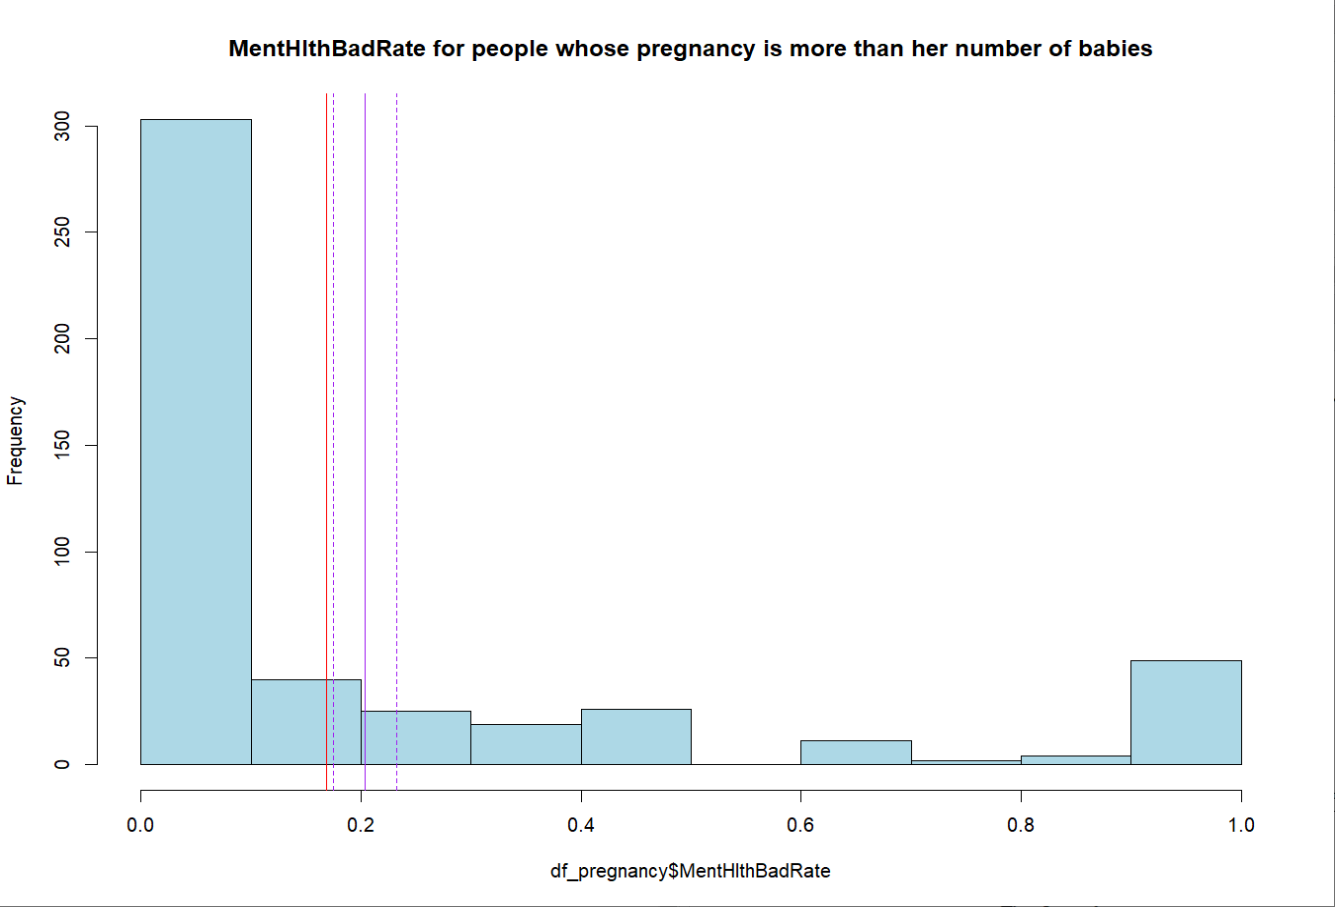 MentHlthBadRate for people whose pregnancy is more than her number of babies
Frequency
300
250
200
150
100
50
0
0.0 0.2 0.4 0.6 0.8 1.0
df_pregnancy$MentHlthBadRate